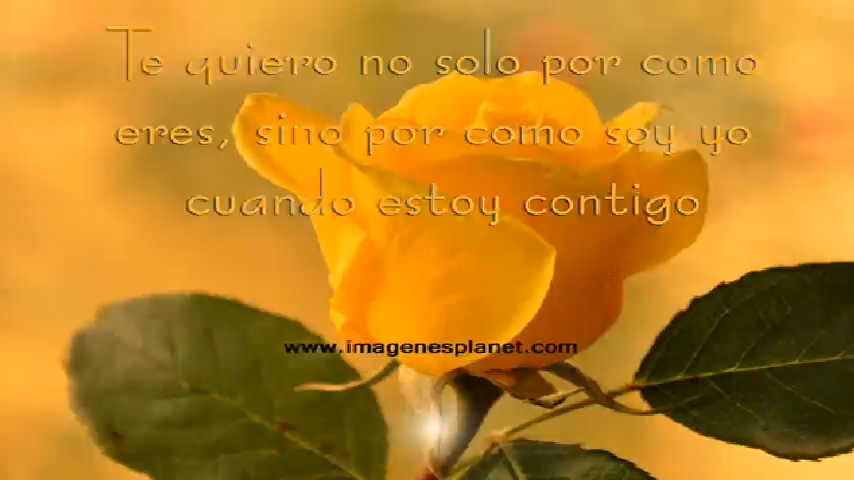 Te quiero no solo por como
eres, sino por como soy yo
cuando estoy contigo
www.imagenesplanet.com